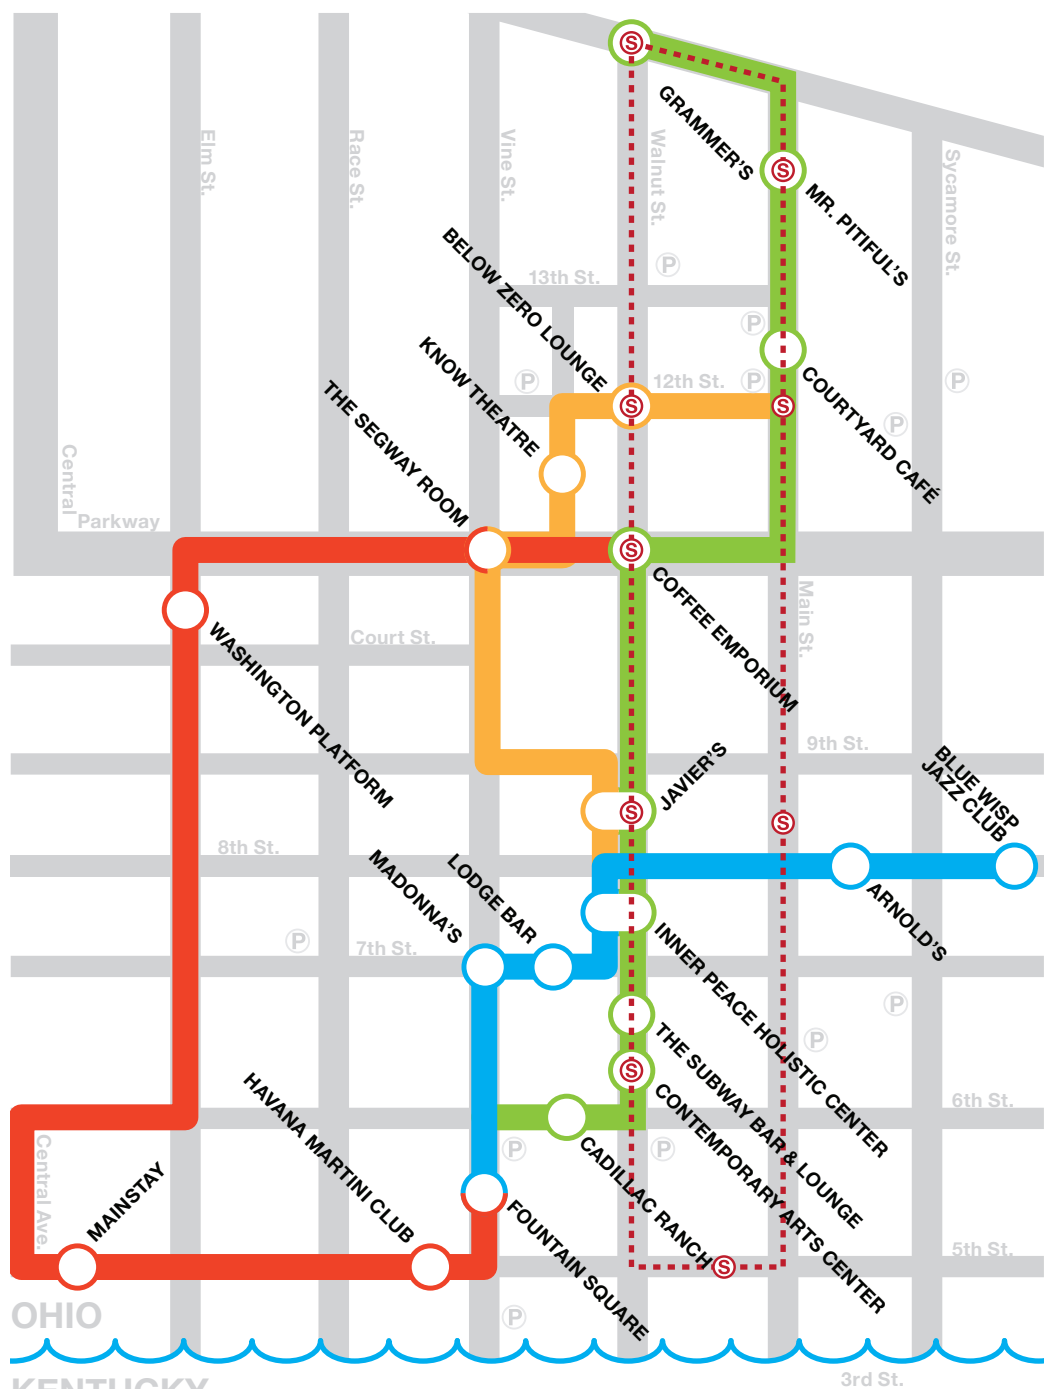 S
GRAMMER'S
Elm St.
Race St.
Vine St.
Walnut St.
Sycamore St.
S
MR. PITIFUL'S
BELOW ZERO LOUNGE
P
13th St.
P
KNOW THEATRE
P
12th St.
P
P
COURTYARD CAFÉ
THE SEGWAY ROOM
S
S
P
Central
Parkway
S
COFFEE EMPORIUM
Main St.
WASHINGTON PLATFORM
Court St.
9th St.
JAVIER'S
BLUE WISP
JAZZ CLUB
S
S
8th St.
MADONNA'S
LODGE BAR
ARNOLD'S
P
7th St.
INNER PEACE HOLISTIC CENTER
P
THE SUBWAY BAR & LOUNGE
P
S
CONTEMPORARY ARTS CENTER
HAVANA MARTINI CLUB
6th St.
Central Ave.
MAINSTAY
P
CADILLAC RANCH
P
FOUNTAIN SQUARE
5th St.
S
OHIO
P
KENTUCKY
3rd St.